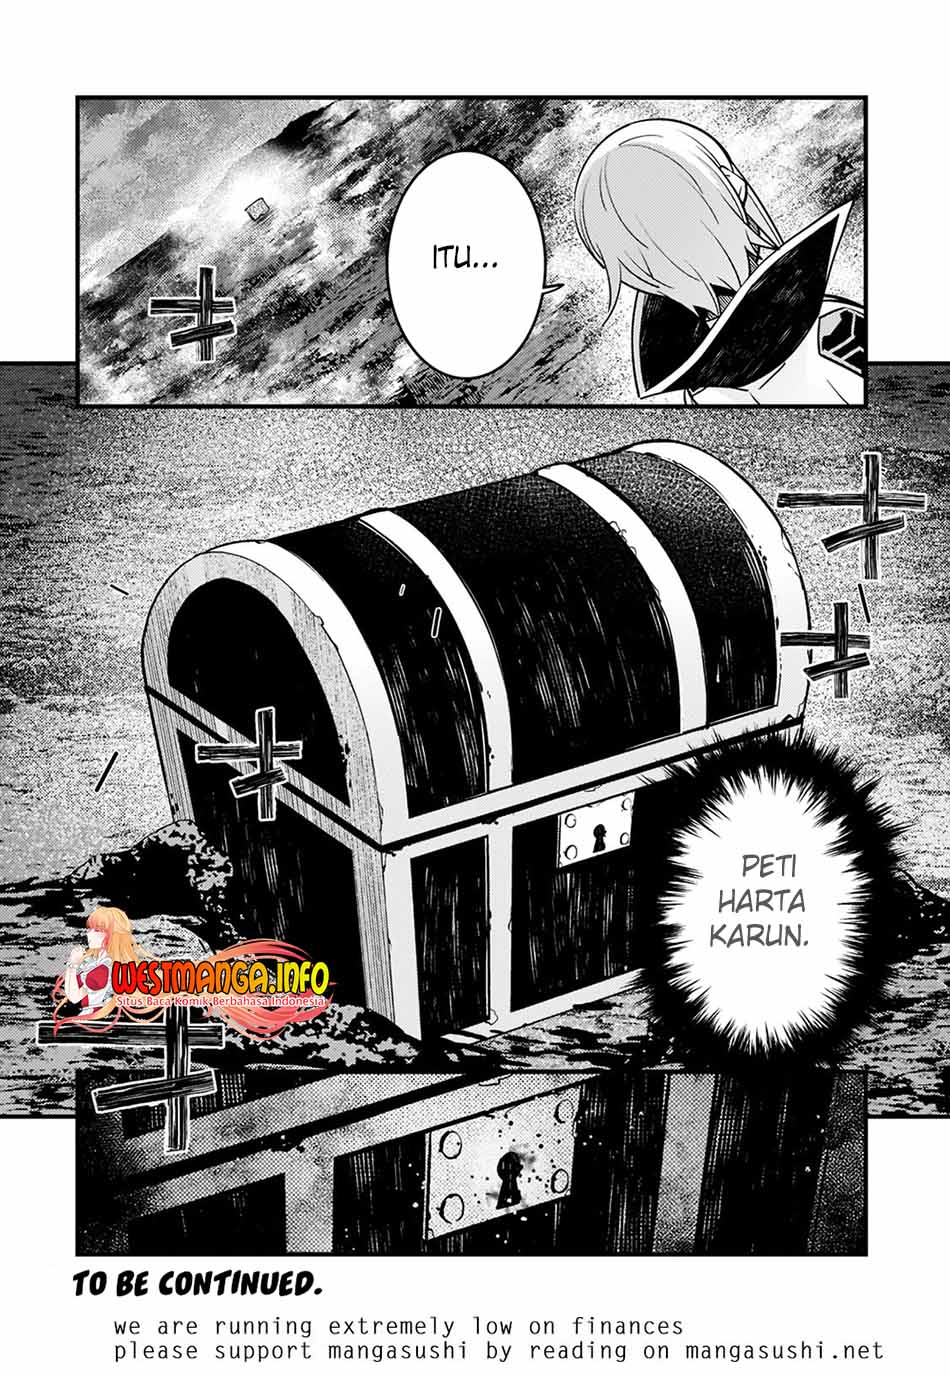 ITU...
PETI
HARTA
KARUN.
WESTMANGA.INFO
Situs Baca Komik Berbahasa Indonesia
TO BE CONTINUED.
we are running extremely low on finances
please support mangasushi by reading on mangasushi.net